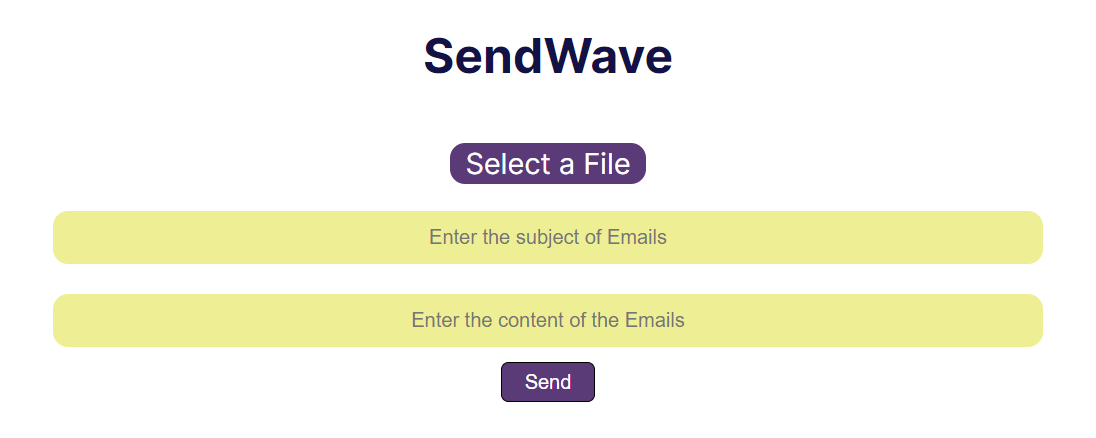 SendWave
Select a File
Enter the subject of Emails
Enter the content of the Emails
Send